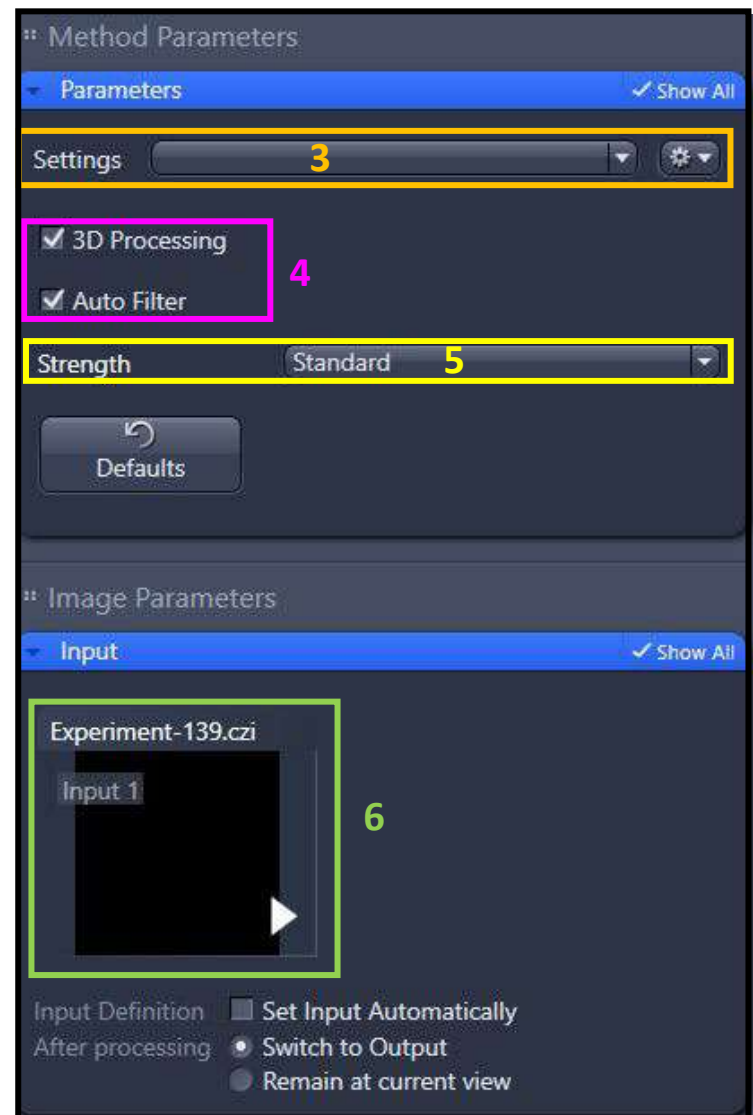 Method Parameters
Parameters Show All
Settings 3
3D Processing
4
Auto Filter
Strength Standard 5
Defaults
Image Parameters
Input Show All
Experiment-139.czi
Input 1
6
Input Definition Set Input Automatically
After processing Switch to Output
Remain at current view